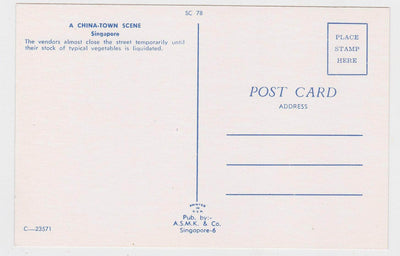 SC 78
A CHINA-TOWN SCENE
Singapore
The vendors almost close the street temporarily until
their stock of typical vegetables is liquidated.
PLACE
STAMP
HERE
POST CARD
ADDRESS
PRINTED
IN
Pub. by:-
A.S.M.K. & Co.
Singapore-6
C—23571